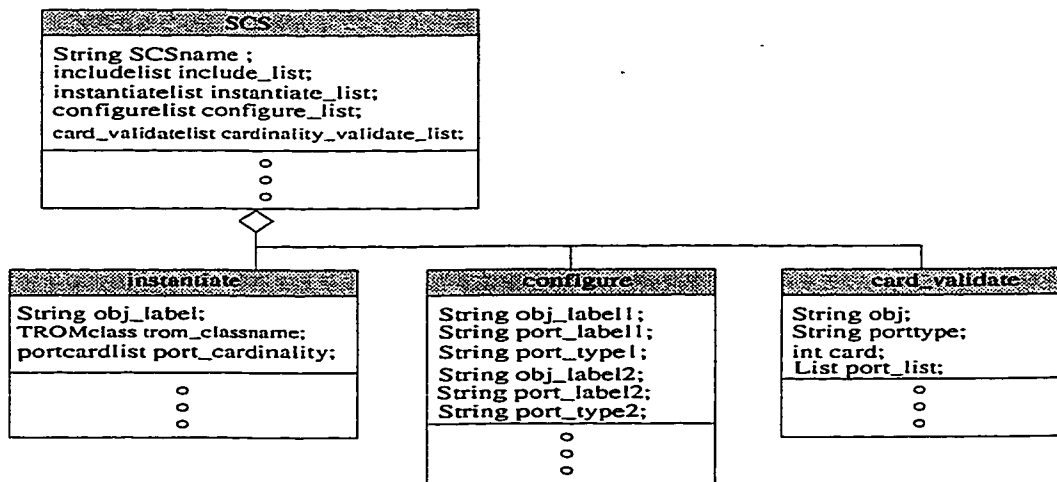 SCS
String SCSname ;
includelist include_list;
instantiatelist instantiate_list;
configurelist configure_list;
card_validatelist cardinality_validate_list;
instantiate
String obj_label;
TROMclass trom_classname;
portcardlist port_cardinality;
configure
String obj_label1;
String port_label1;
String port_type1;
String obj_label2;
String port_label2;
String port_type2;
card_validate
String obj;
String porttype;
int card;
List port_list;